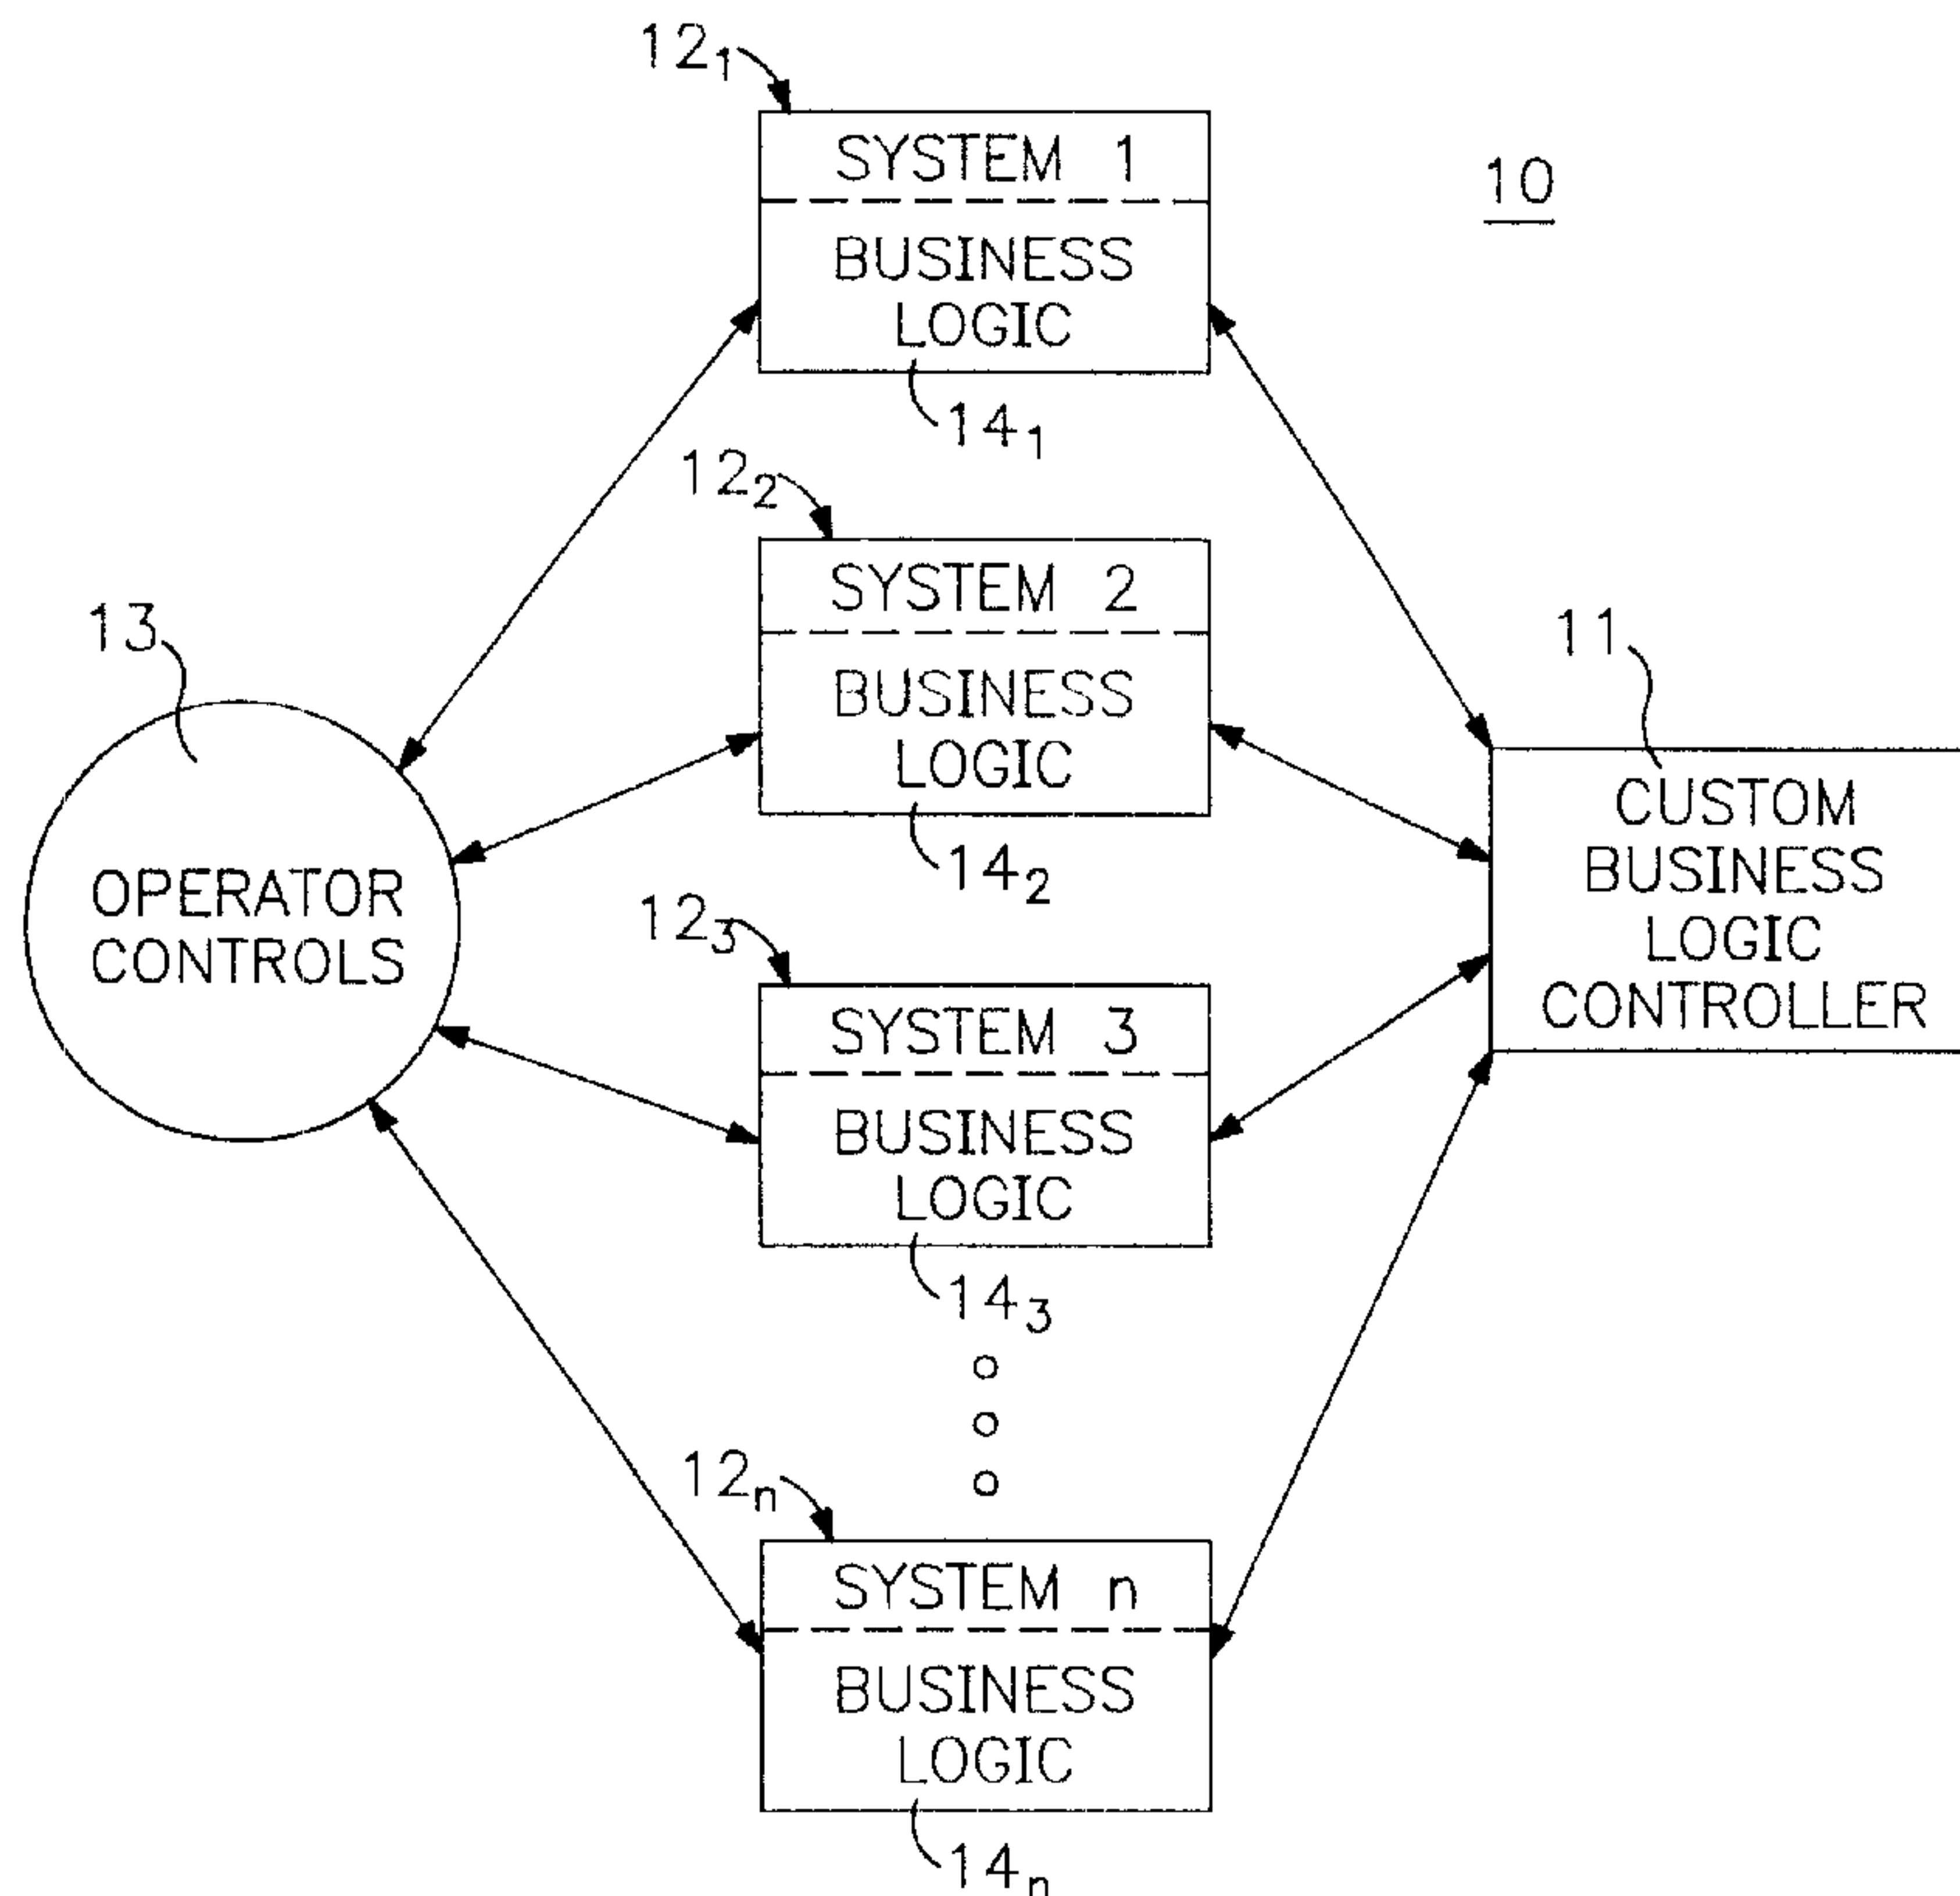 12₁
SYSTEM 1
10
BUSINESS
LOGIC
14₁
12₂
SYSTEM 2
13
11
BUSINESS
LOGIC
CUSTOM
BUSINESS
LOGIC
CONTROLLER
14₂
OPERATOR
CONTROLS
12₃
SYSTEM 3
BUSINESS
LOGIC
14₃
12ₙ
SYSTEM n
BUSINESS
LOGIC
14ₙ